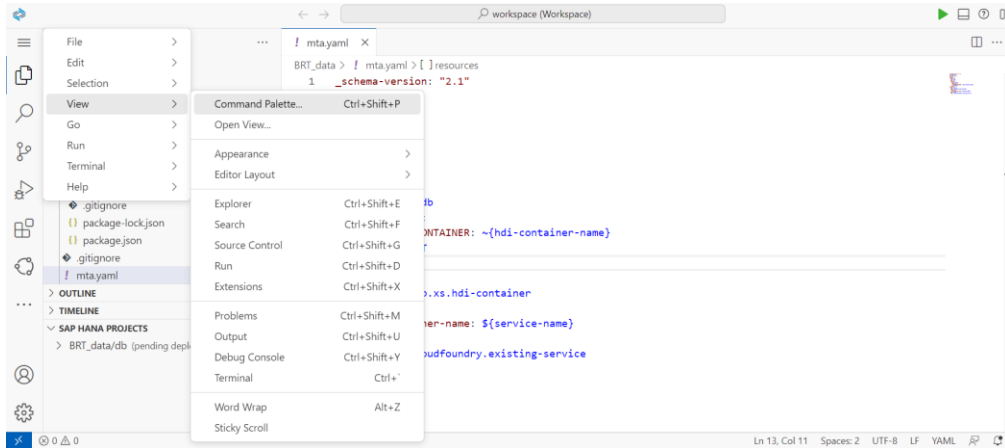 workspace (Workspace)
File
Edit
Selection
View
Go
Run
Terminal
Help
Command Palette... Ctrl+Shift+P
Open View...
Appearance
Editor Layout
Explorer Ctrl+Shift+E
Search Ctrl+Shift+F
Source Control Ctrl+Shift+G
Run Ctrl+Shift+D
Extensions Ctrl+Shift+X
Problems Ctrl+Shift+M
Output Ctrl+Shift+U
Debug Console Ctrl+Shift+Y
Terminal Ctrl+`
Word Wrap Alt+Z
Sticky Scroll
.gitignore
{} package-lock.json
{} package.json
.gitignore
! mta.yaml
OUTLINE
TIMELINE
SAP HANA PROJECTS
BRT_data/db (pending depl
! mta.yaml
BRT_data > ! mta.yaml > [ ] resources
1 _schema-version: "2.1"
db
ONTAINER: ~{hdi-container-name}
o.xs.hdi-container
ner-name: ${service-name}
oudfoundry.existing-service
0 0
Ln 13, Col 11 Spaces: 2 UTF-8 LF YAML